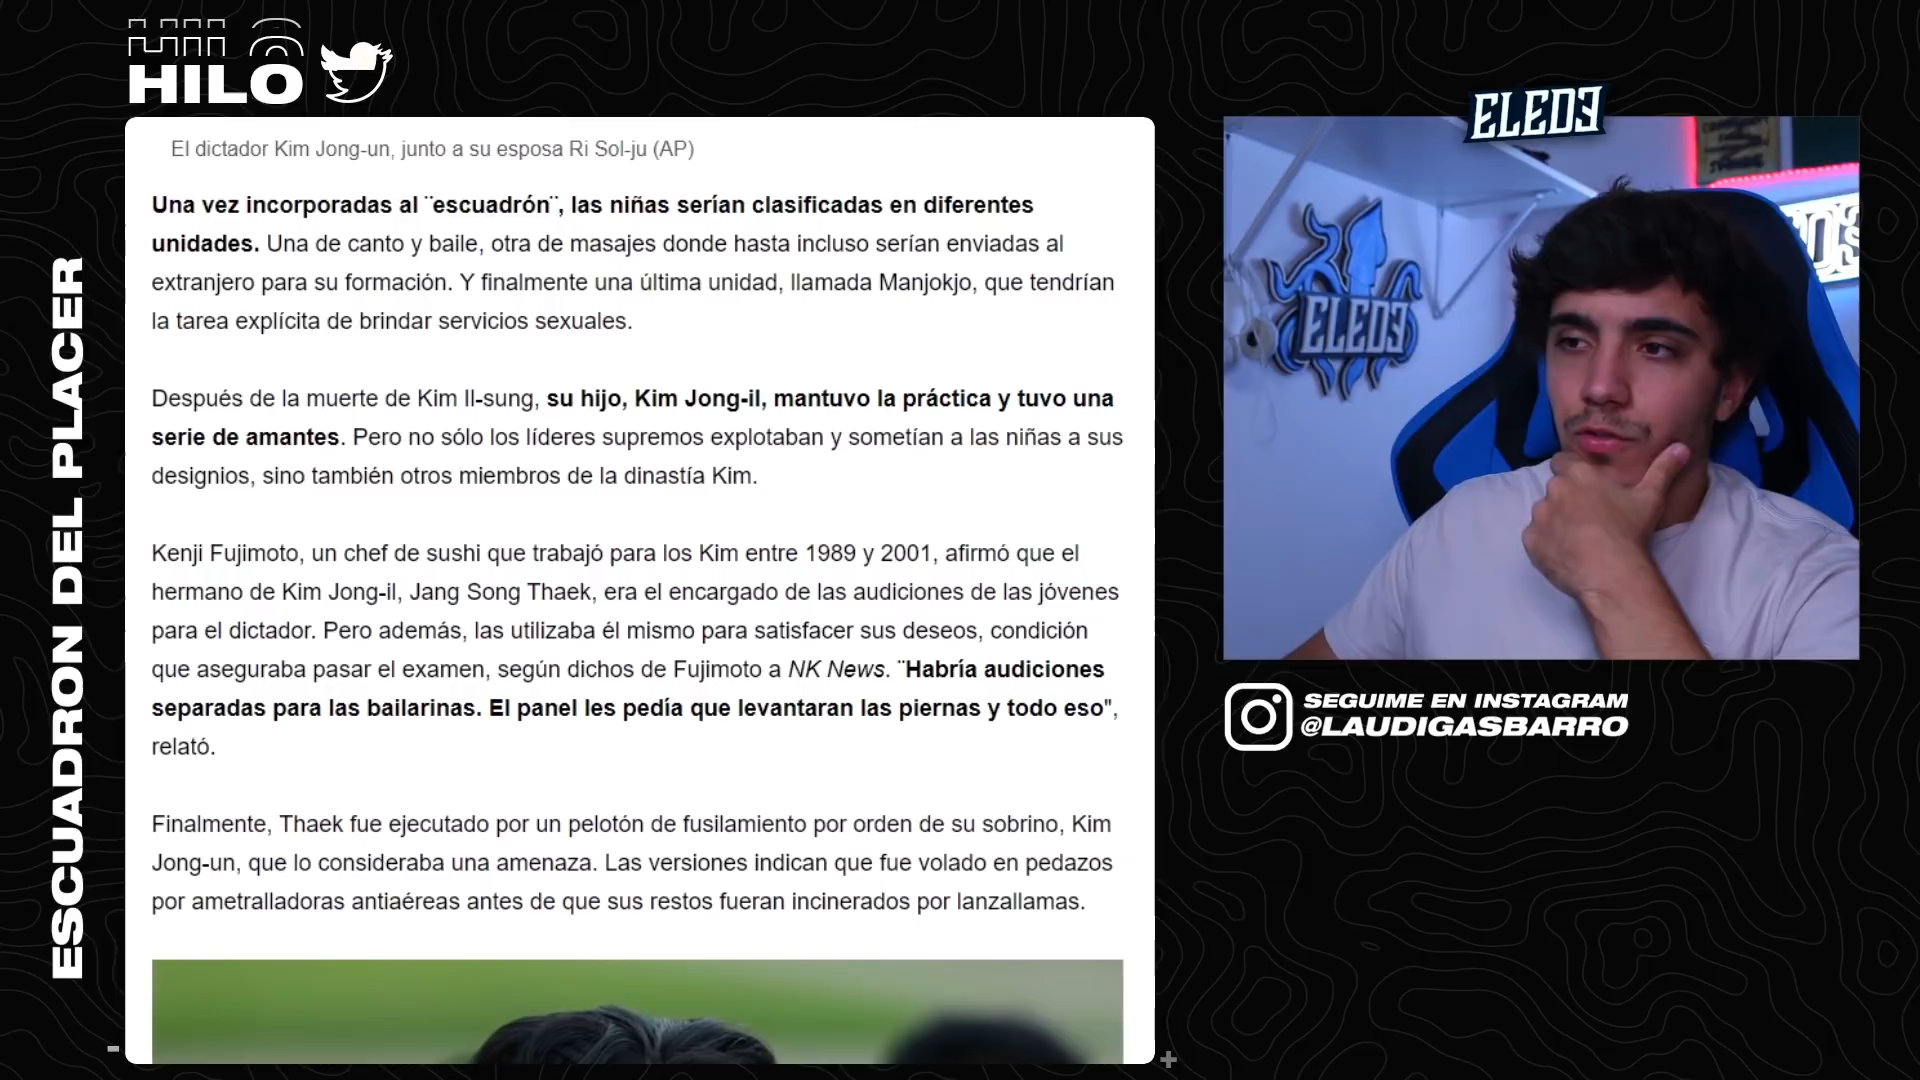 HILO
HILO
ELEDE
ELEDE
ESCUADRON DEL PLACER
El dictador Kim Jong-un, junto a su esposa Ri Sol-ju (AP)
Una vez incorporadas al ¨escuadrón¨, las niñas serían clasificadas en diferentes
unidades. Una de canto y baile, otra de masajes donde hasta incluso serían enviadas al
extranjero para su formación. Y finalmente una última unidad, llamada Manjokjo, que tendrían
la tarea explícita de brindar servicios sexuales.
Después de la muerte de Kim Il-sung, su hijo, Kim Jong-il, mantuvo la práctica y tuvo una
serie de amantes. Pero no sólo los líderes supremos explotaban y sometían a las niñas a sus
designios, sino también otros miembros de la dinastía Kim.
Kenji Fujimoto, un chef de sushi que trabajó para los Kim entre 1989 y 2001, afirmó que el
hermano de Kim Jong-il, Jang Song Thaek, era el encargado de las audiciones de las jóvenes
para el dictador. Pero además, las utilizaba él mismo para satisfacer sus deseos, condición
que aseguraba pasar el examen, según dichos de Fujimoto a NK News. ¨Habría audiciones
separadas para las bailarinas. El panel les pedía que levantaran las piernas y todo eso",
relató.
Finalmente, Thaek fue ejecutado por un pelotón de fusilamiento por orden de su sobrino, Kim
Jong-un, que lo consideraba una amenaza. Las versiones indican que fue volado en pedazos
por ametralladoras antiaéreas antes de que sus restos fueran incinerados por lanzallamas.
SEGUIME EN INSTAGRAM
@LAUDIGASBARRO